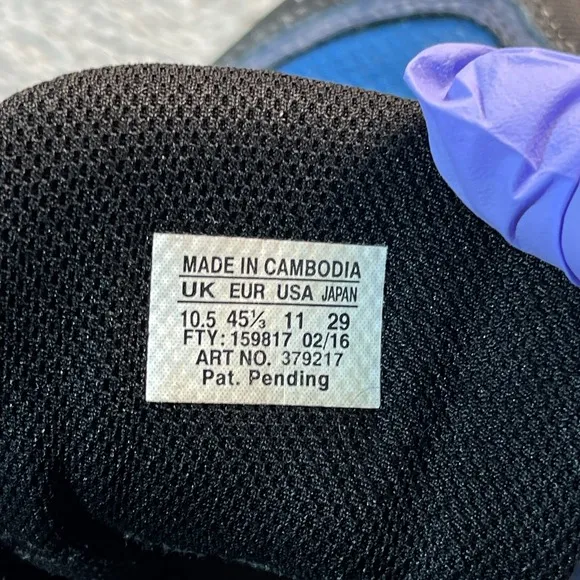 MADE IN CAMBODIA
UK EUR USA JAPAN
10.5 45⅓ 11 29
FTY: 159817 02/16
ART NO. 379217
Pat. Pending